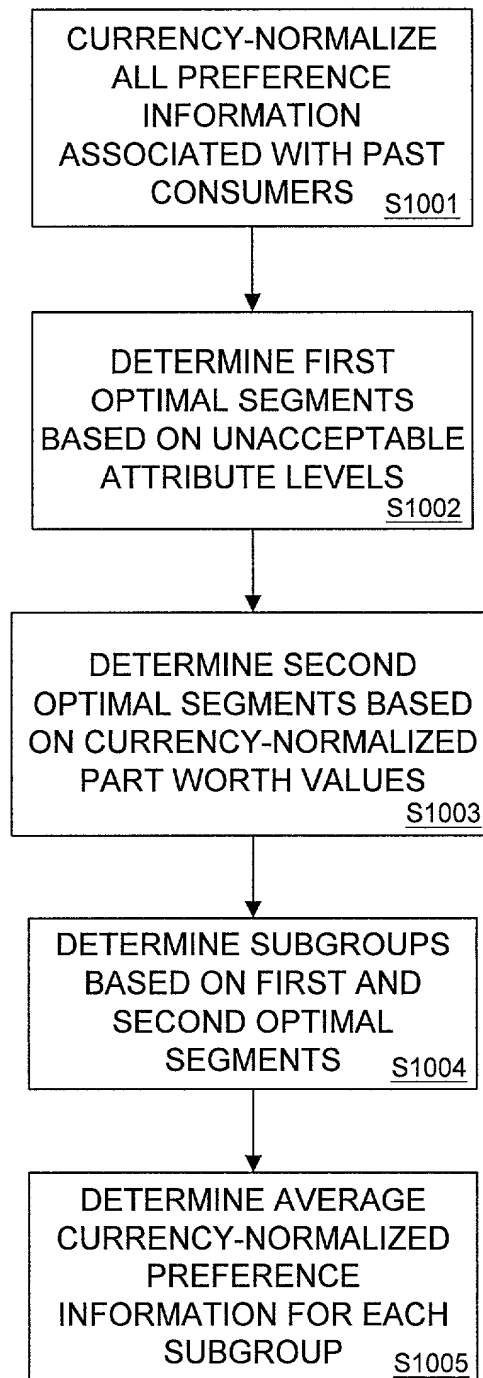 CURRENCY-NORMALIZE
ALL PREFERENCE
INFORMATION
ASSOCIATED WITH PAST
CONSUMERS
S1001
DETERMINE FIRST
OPTIMAL SEGMENTS
BASED ON UNACCEPTABLE
ATTRIBUTE LEVELS
S1002
DETERMINE SECOND
OPTIMAL SEGMENTS BASED
ON CURRENCY-NORMALIZED
PART WORTH VALUES
S1003
DETERMINE SUBGROUPS
BASED ON FIRST AND
SECOND OPTIMAL
SEGMENTS
S1004
DETERMINE AVERAGE
CURRENCY-NORMALIZED
PREFERENCE
INFORMATION FOR EACH
SUBGROUP
S1005